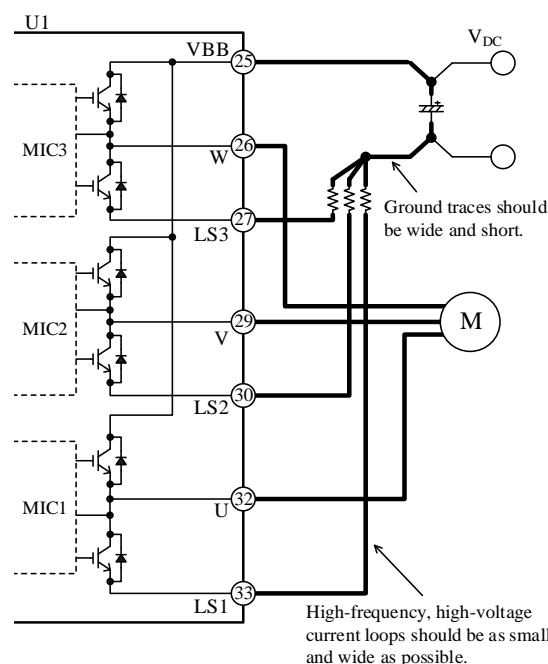 U1
VBB
25
V_DC
MIC3
W
26
LS3
27
Ground traces should
be wide and short.
MIC2
V
29
M
LS2
30
MIC1
U
32
LS1
33
High-frequency, high-voltage
current loops should be as small
and wide as possible.